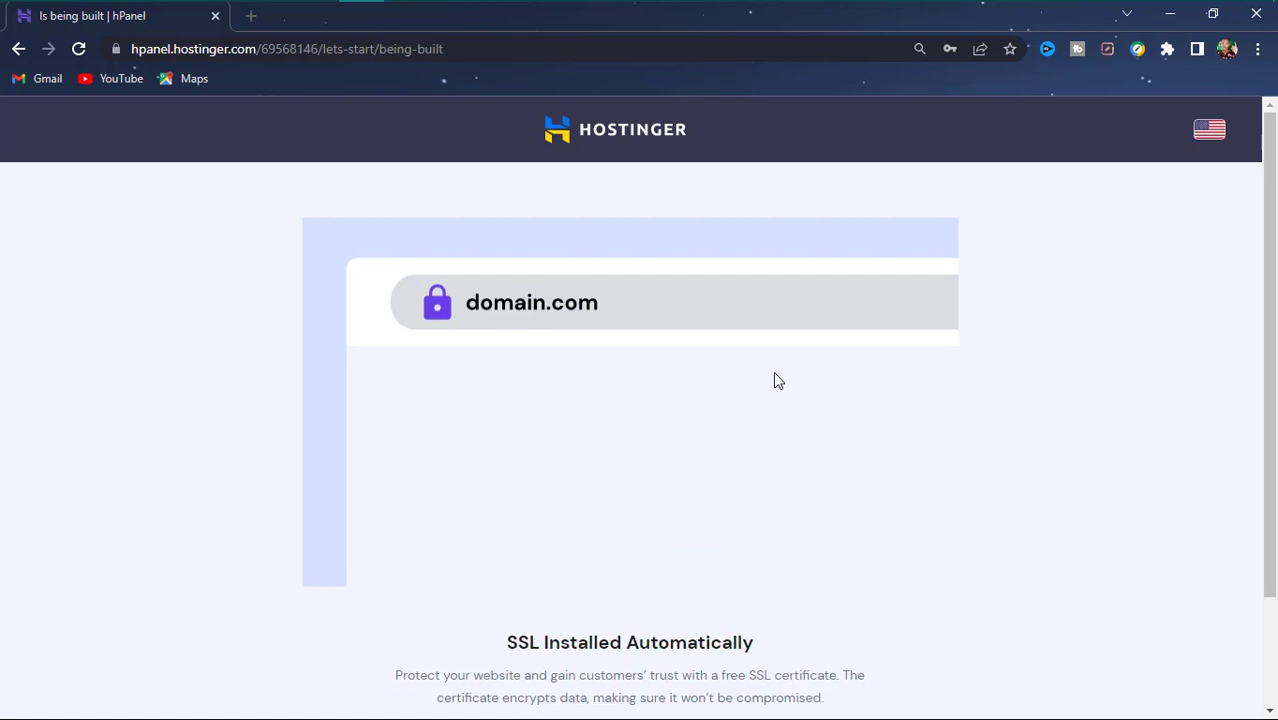 Is being built | hPanel
hpanel.hostinger.com/69568146/lets-start/being-built
Gmail YouTube Maps
HOSTINGER
domain.com
SSL Installed Automatically
Protect your website and gain customers' trust with a free SSL certificate. The
certificate encrypts data, making sure it won't be compromised.